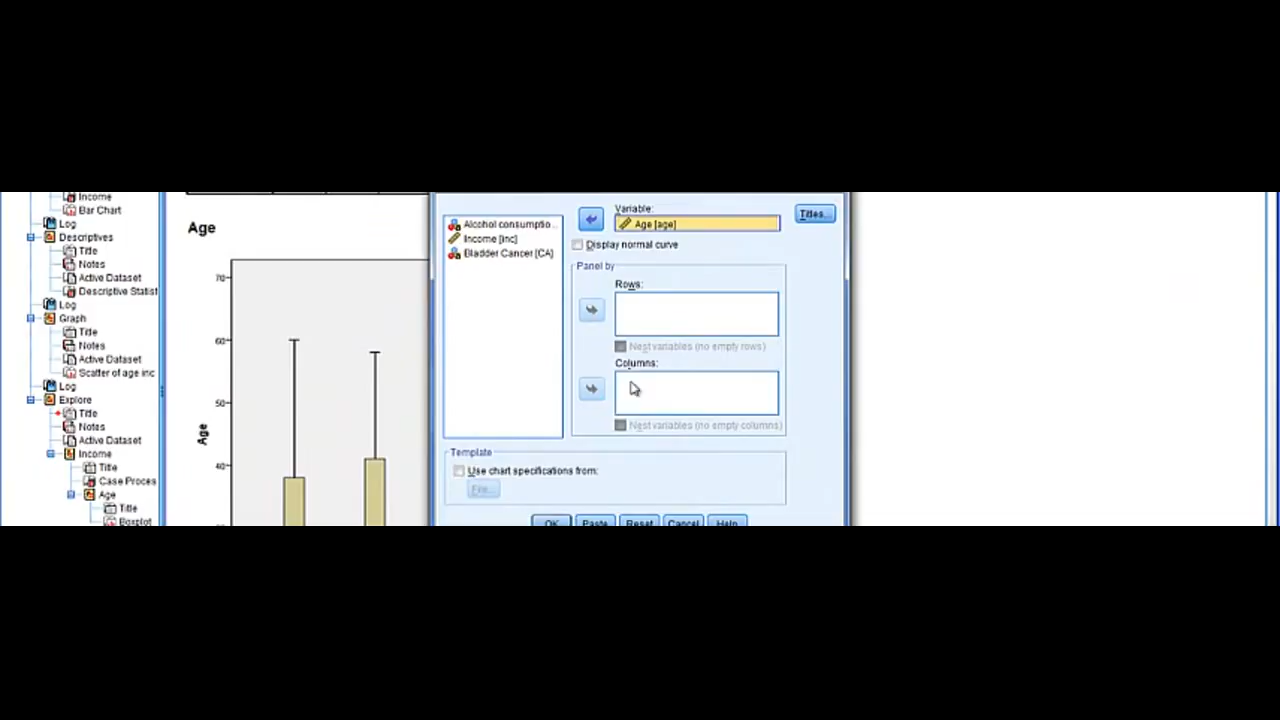 Income
Bar Chart
Log
Descriptives
Title
Notes
Active Dataset
Descriptive Statist
Log
Graph
Title
Notes
Active Dataset
Scatter of age inc
Log
Explore
Title
Notes
Active Dataset
Income
Title
Case Proces
Age
Title
Boxplot
Age
70
60
50
40
Age
Alcohol consumptio...
Income [inc]
Bladder Cancer [CA]
Variable:
Age [age]
Titles...
Display normal curve
Panel by
Rows:
Nest variables (no empty rows)
Columns:
Nest variables (no empty columns)
Template
Use chart specifications from:
File...
OK Paste Reset Cancel Help